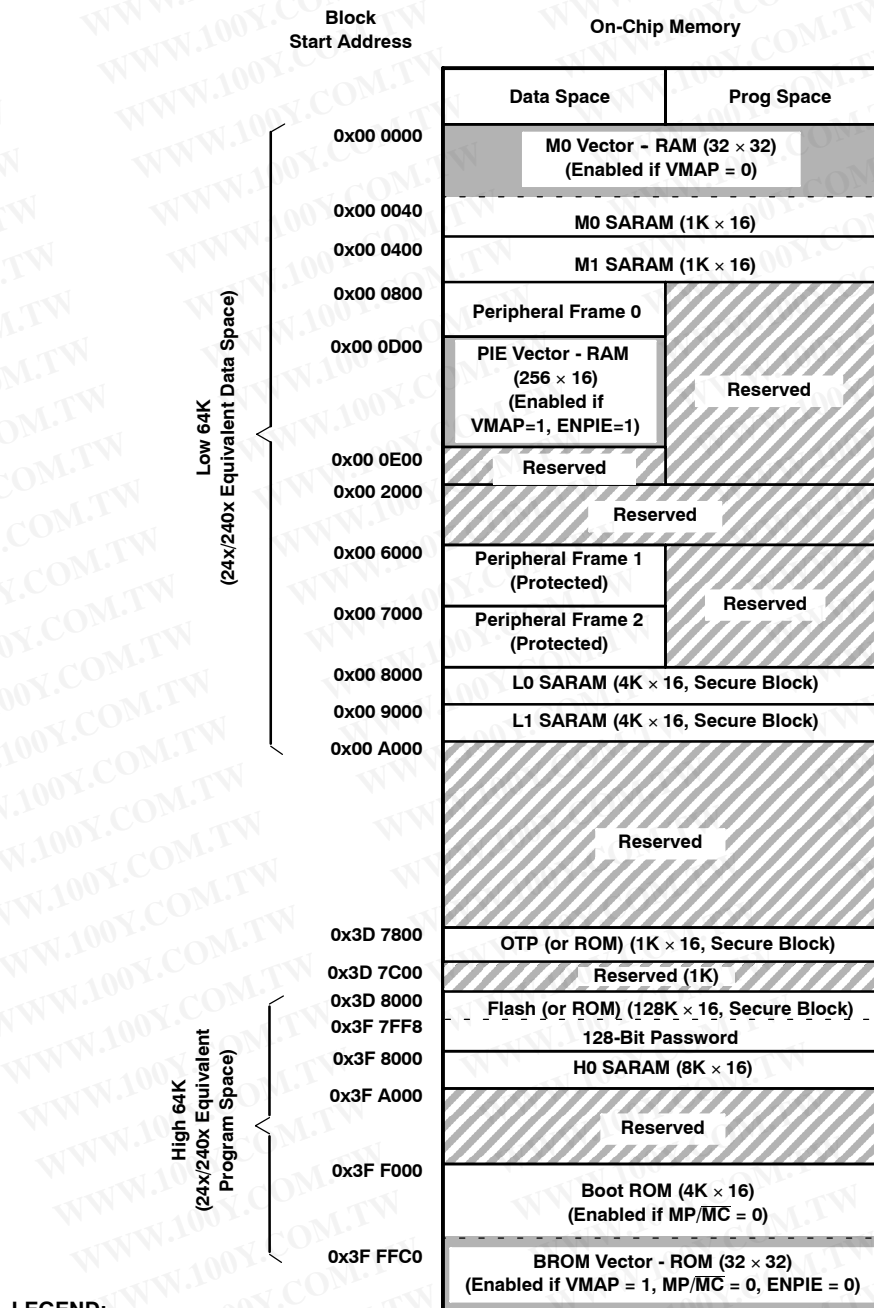 Block
Start Address
On-Chip Memory
Data Space
Prog Space
0x00 0000
M0 Vector - RAM (32 × 32)
(Enabled if VMAP = 0)
0x00 0040
M0 SARAM (1K × 16)
0x00 0400
M1 SARAM (1K × 16)
0x00 0800
Peripheral Frame 0
0x00 0D00
PIE Vector - RAM
(256 × 16)
(Enabled if
VMAP=1, ENPIE=1)
Reserved
0x00 0E00
Reserved
0x00 2000
Reserved
0x00 6000
Peripheral Frame 1
(Protected)
Reserved
0x00 7000
Peripheral Frame 2
(Protected)
0x00 8000
L0 SARAM (4K × 16, Secure Block)
0x00 9000
L1 SARAM (4K × 16, Secure Block)
0x00 A000
Reserved
Low 64K
(24x/240x Equivalent Data Space)
0x3D 7800
OTP (or ROM) (1K × 16, Secure Block)
0x3D 7C00
Reserved (1K)
0x3D 8000
Flash (or ROM) (128K × 16, Secure Block)
0x3F 7FF8
128-Bit Password
0x3F 8000
H0 SARAM (8K × 16)
0x3F A000
Reserved
High 64K
(24x/240x Equivalent
Program Space)
0x3F F000
Boot ROM (4K × 16)
(Enabled if MP/MC = 0)
0x3F FFC0
BROM Vector - ROM (32 × 32)
(Enabled if VMAP = 1, MP/MC = 0, ENPIE = 0)
LEGEND:
WWW.100Y.COM.TW